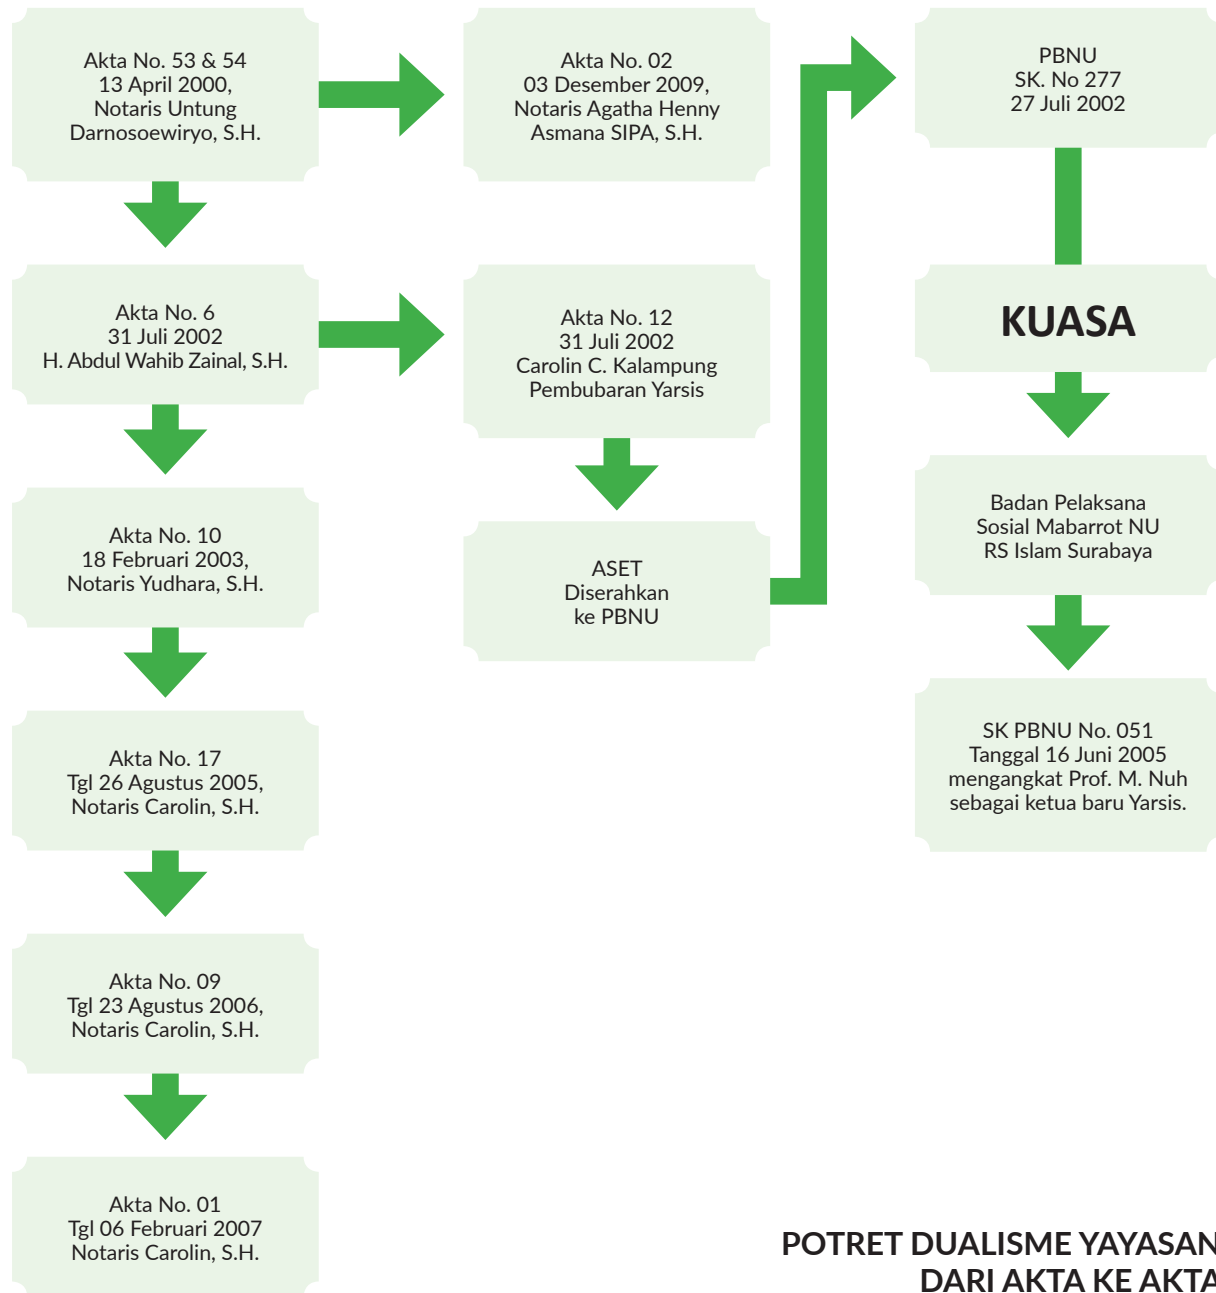 Akta No. 53 & 54
13 April 2000,
Notaris Untung
Darnosoewiryo, S.H.
Akta No. 02
03 Desember 2009,
Notaris Agatha Henny
Asmana SIPA, S.H.
PBNU
SK. No 277
27 Juli 2002
Akta No. 6
31 Juli 2002
H. Abdul Wahib Zainal, S.H.
Akta No. 12
31 Juli 2002
Carolin C. Kalampung
Pembubaran Yarsis
KUASA
Akta No. 10
18 Februari 2003,
Notaris Yudhara, S.H.
ASET
Diserahkan
ke PBNU
Badan Pelaksana
Sosial Mabarrot NU
RS Islam Surabaya
Akta No. 17
Tgl 26 Agustus 2005,
Notaris Carolin, S.H.
SK PBNU No. 051
Tanggal 16 Juni 2005
mengangkat Prof. M. Nuh
sebagai ketua baru Yarsis.
Akta No. 09
Tgl 23 Agustus 2006,
Notaris Carolin, S.H.
Akta No. 01
Tgl 06 Februari 2007
Notaris Carolin, S.H.
POTRET DUALISME YAYASAN
DARI AKTA KE AKTA